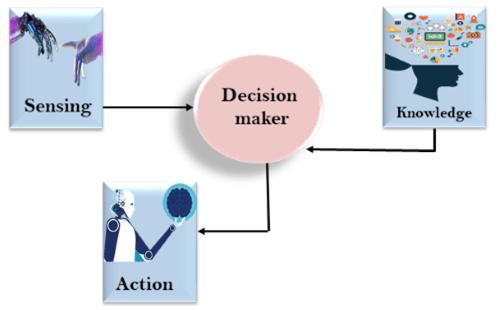 Sensing
Decision
maker
Knowledge
Action